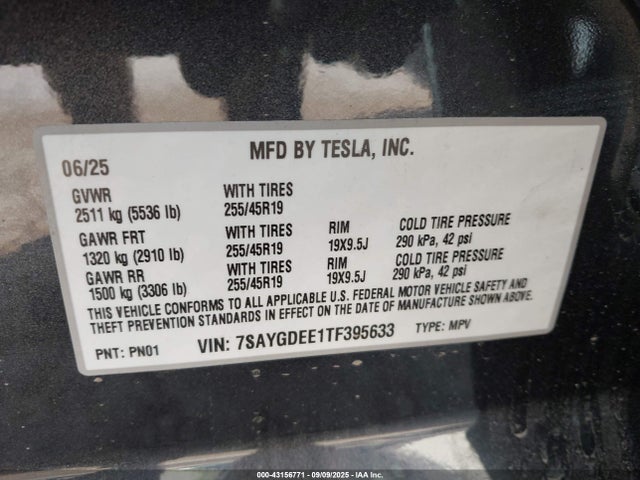 06/25 MFD BY TESLA, INC.
GVWR WITH TIRES
2511 kg (5536 lb) 255/45R19
GAWR FRT WITH TIRES RIM COLD TIRE PRESSURE
1320 kg (2910 lb) 255/45R19 19X9.5J 290 kPa, 42 psi
GAWR RR WITH TIRES RIM COLD TIRE PRESSURE
1500 kg (3306 lb) 255/45R19 19X9.5J 290 kPa, 42 psi
THIS VEHICLE CONFORMS TO ALL APPLICABLE U.S. FEDERAL MOTOR VEHICLE SAFETY AND
THEFT PREVENTION STANDARDS IN EFFECT ON THE DATE OF MANUFACTURE SHOWN ABOVE.
PNT: PN01 VIN: 7SAYGDEE1TF395633 TYPE: MPV
000-43156771 - 09/09/2025 - IAA Inc.